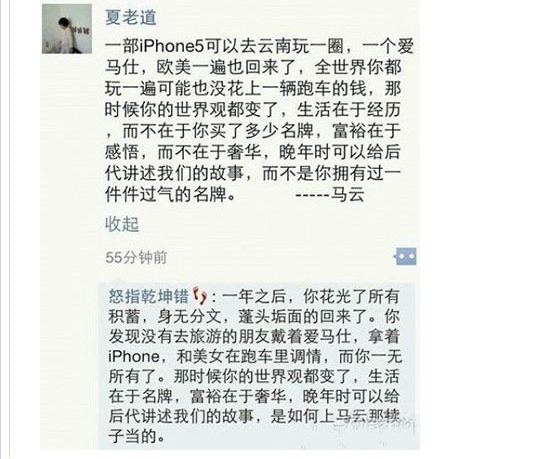 夏老道
一部iPhone5可以去云南玩一圈，一个爱
马仕，欧美一遍也回来了，全世界你都
玩一遍可能也没花上一辆跑车的钱，那
时候你的世界观都变了，生活在于经历
，而不在于你买了多少名牌，富裕在于
感悟，而不在于奢华，晚年时可以给后
代讲述我们的故事，而不是你拥有过一
件件过气的名牌。 -----马云
收起
55分钟前
怒指乾坤错👣：一年之后，你花光了所有
积蓄，身无分文，蓬头垢面的回来了。你
发现没有去旅游的朋友戴着爱马仕，拿着
iPhone，和美女在跑车里调情，而你一无
所有了。那时候你的世界观都变了，生活
在于名牌，富裕在于奢华，晚年时可以给
后代讲述我们的故事，是如何上马云那犊
子当的。